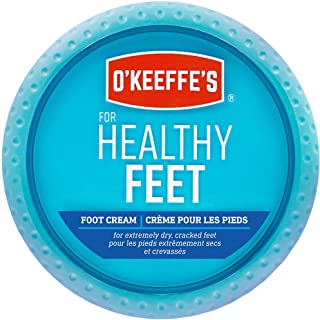 O'KEEFFE'S®
FOR
HEALTHY
FEET
FOOT CREAM | CRÈME POUR LES PIEDS
for extremely dry, cracked feet
pour les pieds extrêmement secs
et crevassés